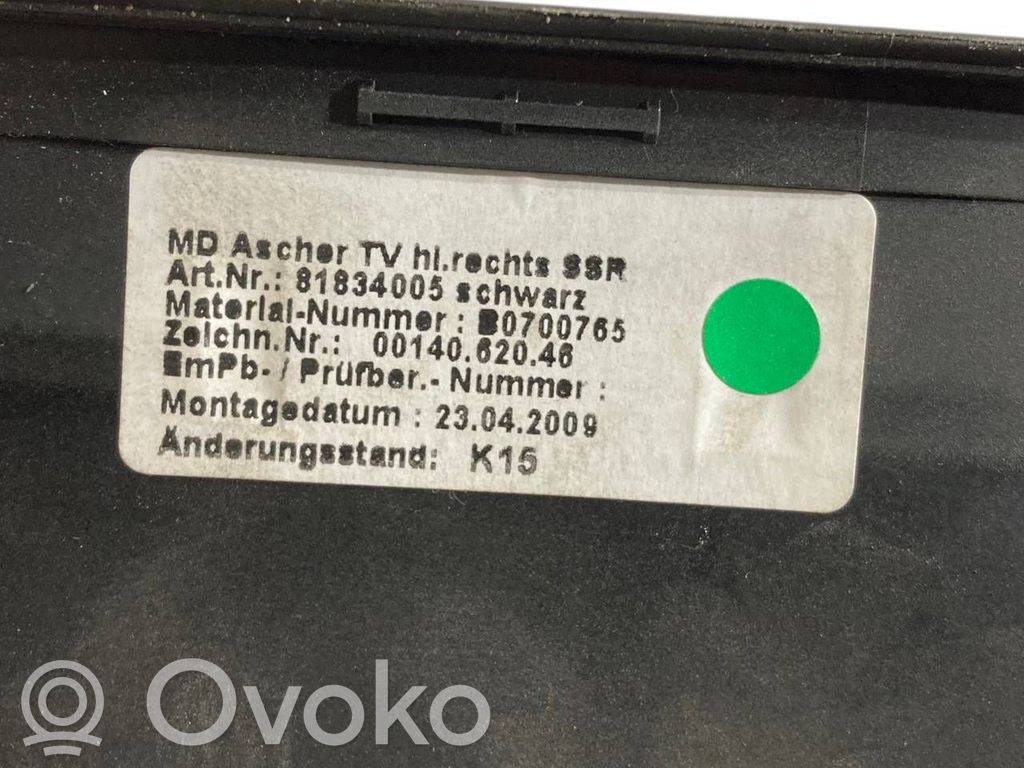 MD Ascher TV hl.rechts SSR
Art.Nr.: 81834005 schwarz
Material-Nummer : B0700765
Zeichn.Nr.: 00140.620.46
EmPb- / Prüfber.- Nummer :
Montagedatum : 23.04.2009
Änderungsstand: K15
Ovoko